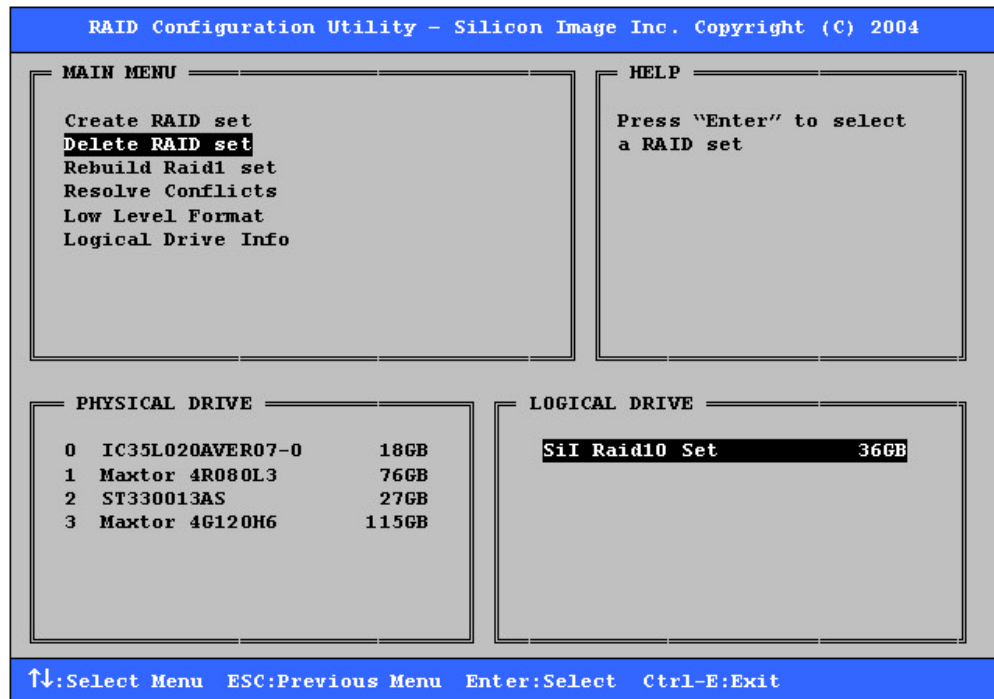 RAID Configuration Utility – Silicon Image Inc. Copyright (C) 2004
MAIN MENU
Create RAID set
Delete RAID set
Rebuild Raid1 set
Resolve Conflicts
Low Level Format
Logical Drive Info
HELP
Press “Enter” to select
a RAID set
PHYSICAL DRIVE
0 IC35L020AVER07-0 18GB
1 Maxtor 4R080L3 76GB
2 ST330013AS 27GB
3 Maxtor 4G120H6 115GB
LOGICAL DRIVE
SiI Raid10 Set 36GB
↑↓:Select Menu ESC:Previous Menu Enter:Select Ctrl-E:Exit